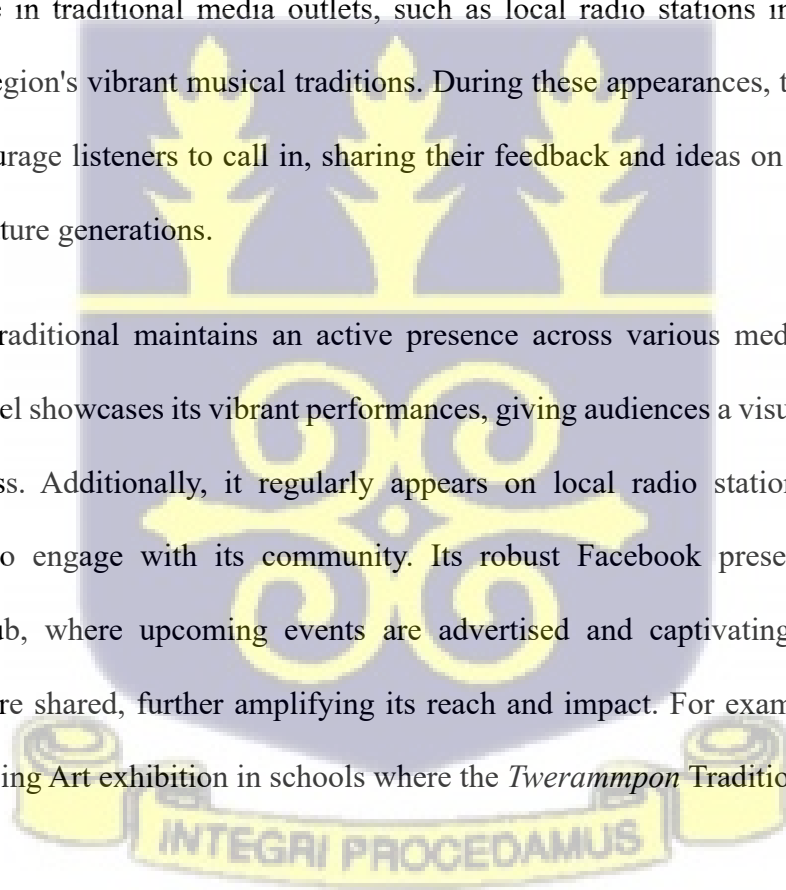 e in traditional media outlets, such as local radio stations in
egion's vibrant musical traditions. During these appearances, t
urage listeners to call in, sharing their feedback and ideas on
ture generations.
raditional maintains an active presence across various med
el showcases its vibrant performances, giving audiences a visu
ss. Additionally, it regularly appears on local radio station
o engage with its community. Its robust Facebook prese
ub, where upcoming events are advertised and captivating
re shared, further amplifying its reach and impact. For exam
ing Art exhibition in schools where the Twerammpon Traditio
INTEGRI PROCEDAMUS